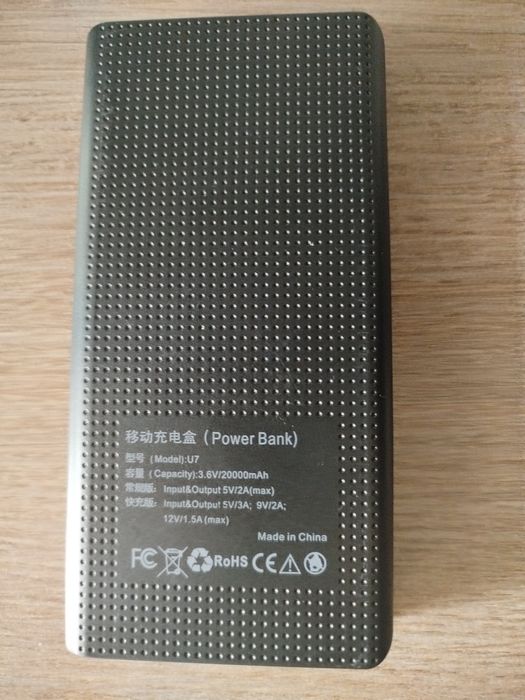 移动充电盒 ( Power Bank)
型号 (Model):U7
容量 ( Capacity):3.6V/20000mAh
常规版: Input&Output 5V/2A(max)
快充版: Input&Output 5V/3A; 9V/2A;
12V/1.5A (max)
Made in China
FC RoHS CE